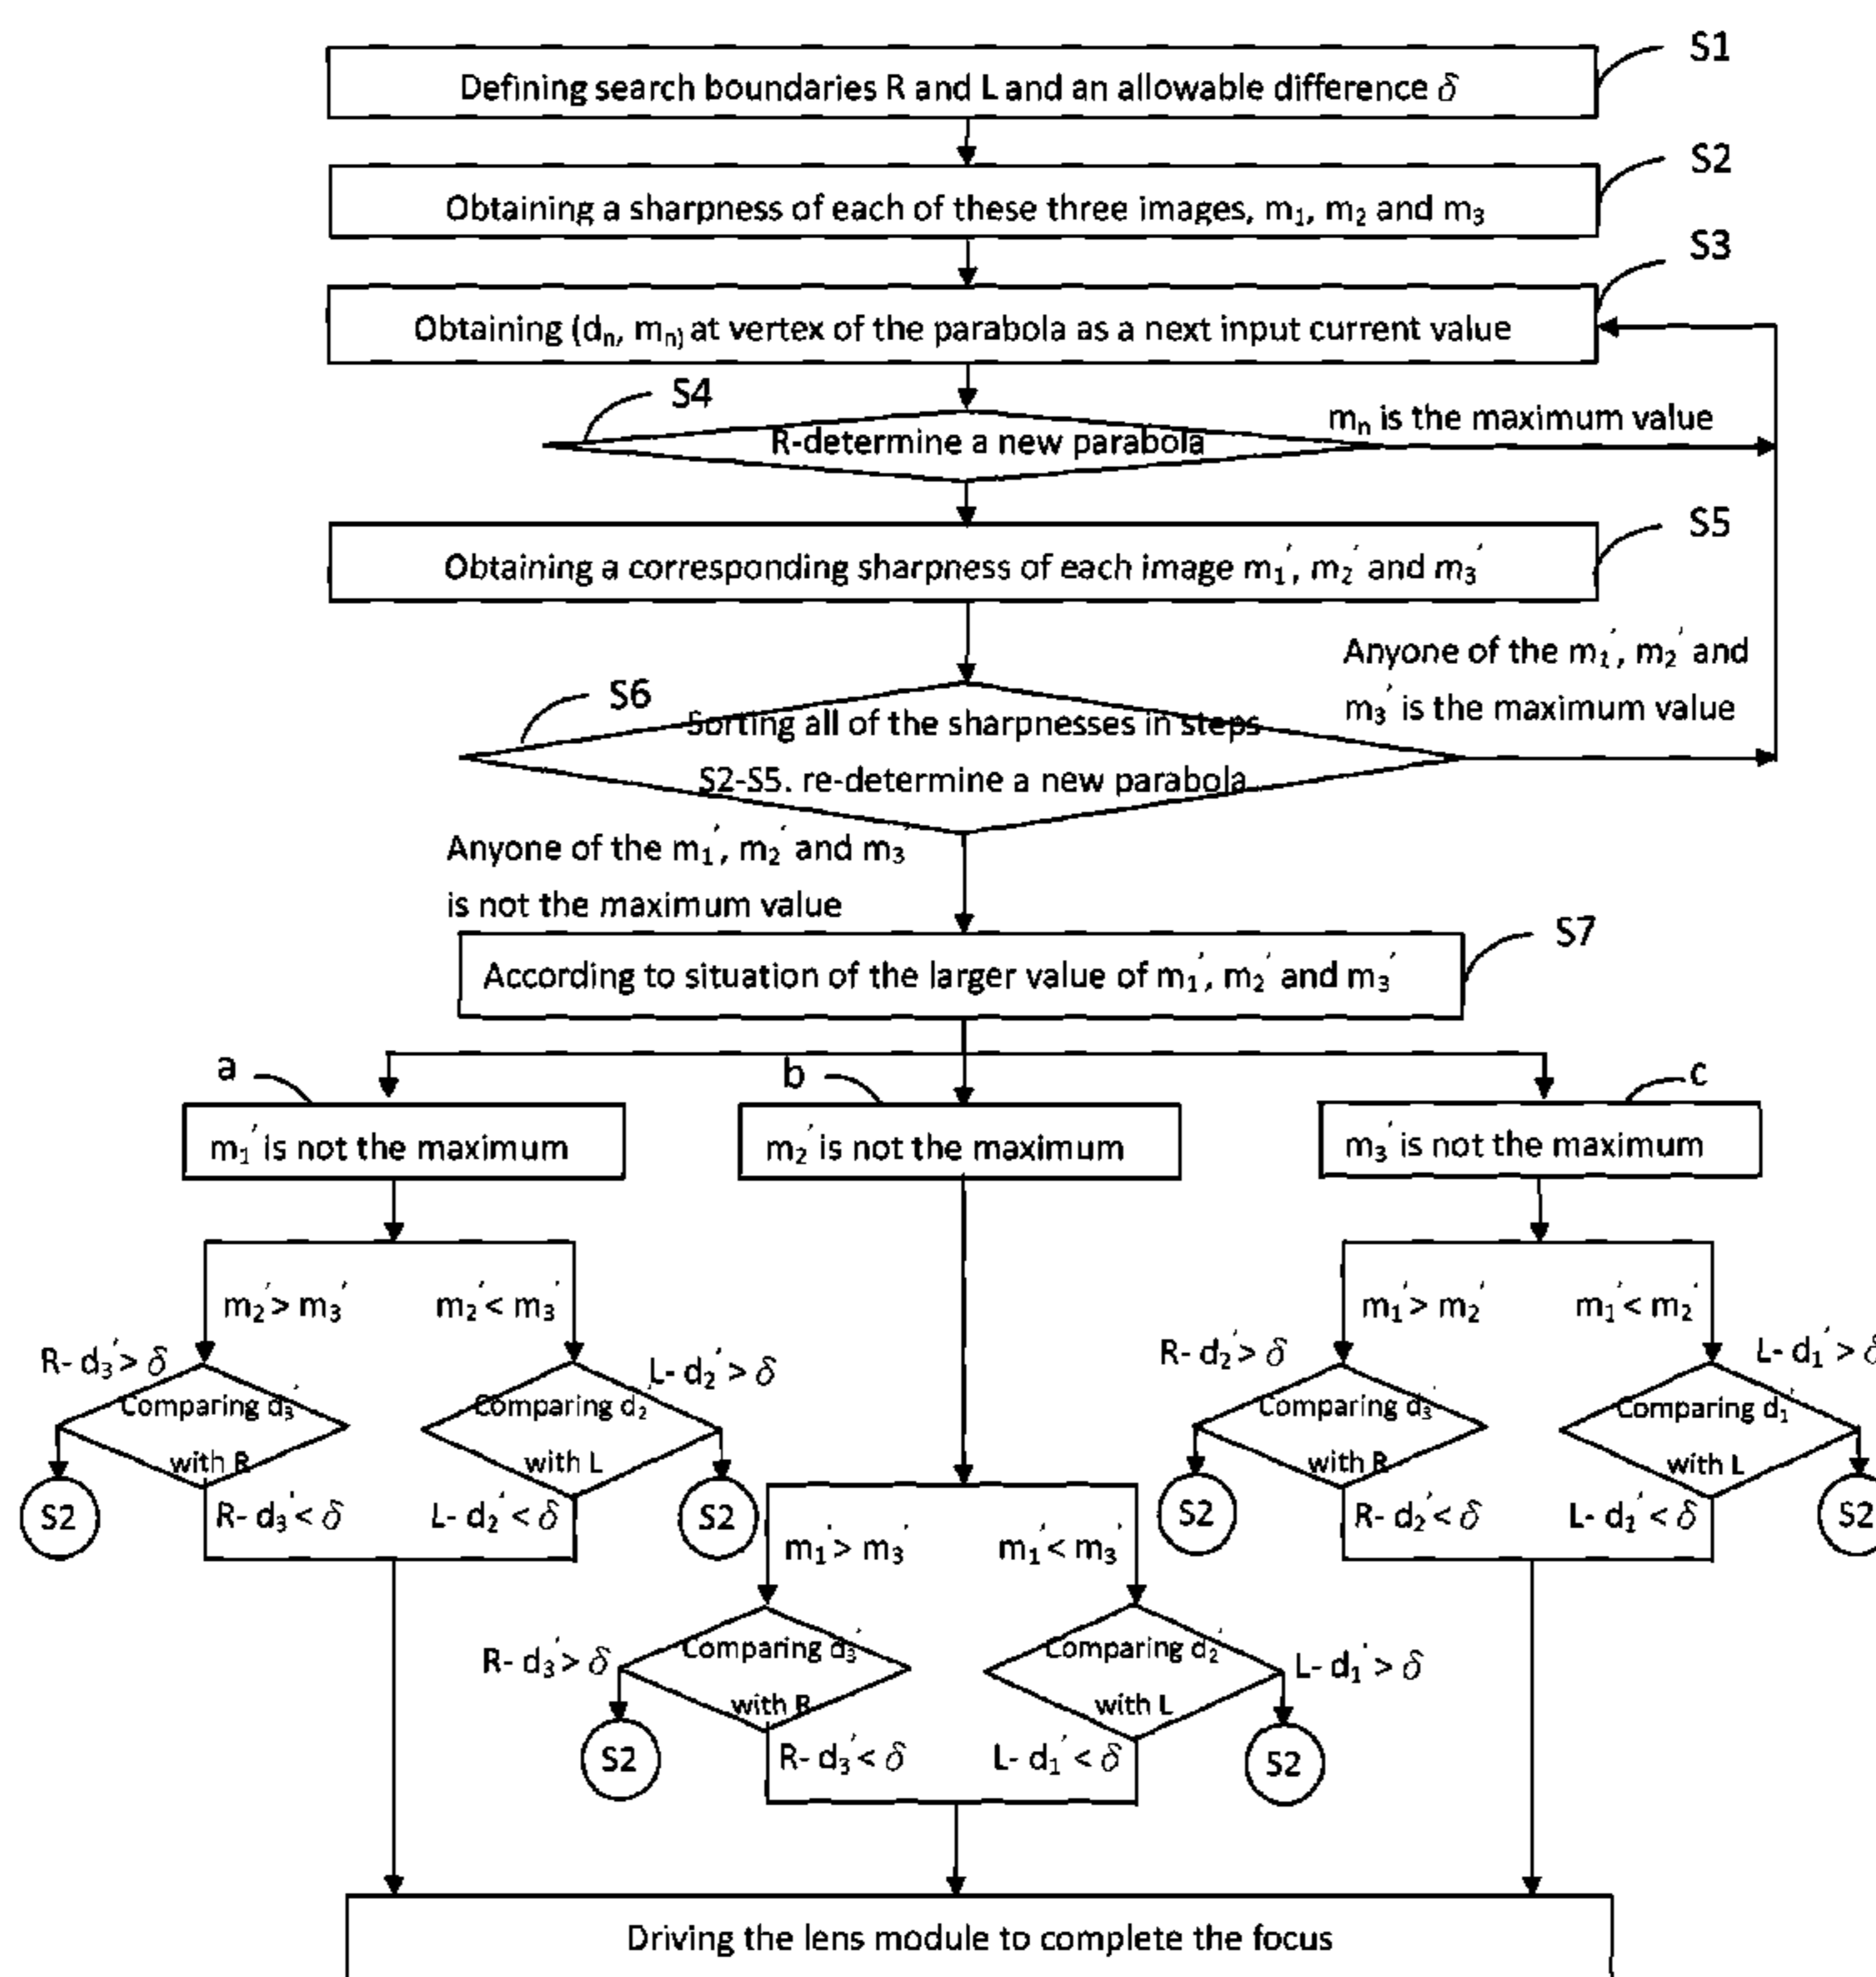 S1
Defining search boundaries R and L and an allowable difference δ
S2
Obtaining a sharpness of each of these three images, m₁, m₂ and m₃
S3
Obtaining (dₙ, mₙ₎ at vertex of the parabola as a next input current value
S4
R-determine a new parabola
mₙ is the maximum value
S5
Obtaining a corresponding sharpness of each image m₁′, m₂′ and m₃′
Anyone of the m₁′, m₂′ and
m₃′ is the maximum value
S6
Sorting all of the sharpnesses in steps
S2-S5. re-determine a new parabola
Anyone of the m₁′, m₂′ and m₃′
is not the maximum value
S7
According to situation of the larger value of m₁′, m₂′ and m₃′
a
b
c
m₁′ is not the maximum
m₂′ is not the maximum
m₃′ is not the maximum
m₂′> m₃′
m₂′< m₃′
m₁′> m₂′
m₁′< m₂′
R- d₃′> δ
L- d₂′> δ
R- d₂′> δ
L- d₁′> δ
Comparing d₃′
with R
Comparing d₂′
with L
Comparing d₃′
with R
Comparing d₁′
with L
S2
R- d₃′< δ
L- d₂′< δ
S2
S2
R- d₂′< δ
L- d₁′< δ
S2
m₁′> m₃′
m₁′< m₃′
R- d₃′> δ
Comparing d₃′
with R
Comparing d₂′
with L
L- d₁′> δ
S2
R- d₃′< δ
L- d₁′< δ
S2
Driving the lens module to complete the focus